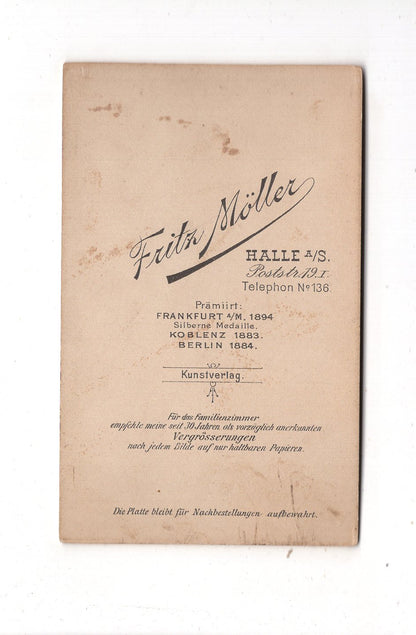 Fritz Möller
HALLE A/S.
Poststr. 19. I.
Telephon No 136.
Prämiirt:
FRANKFURT A/M. 1894
Silberne Medaille.
KOBLENZ 1883.
BERLIN 1884.
Kunstverlag.
Für das Familienzimmer
empfehle meine seit 30 Jahren als vorzüglich anerkannten
Vergrösserungen
nach jedem Bilde auf nur haltbaren Papieren.
Die Platte bleibt für Nachbestellungen aufbewahrt.